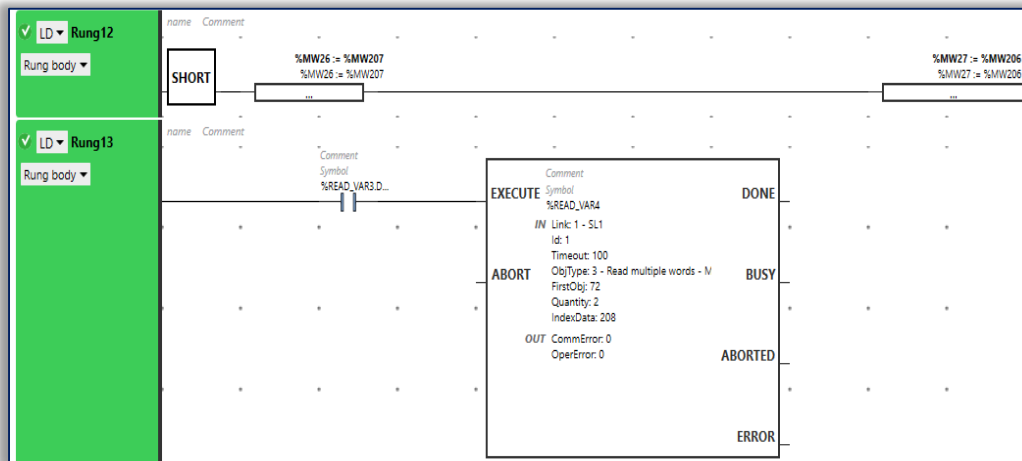 name Comment
LD Rung12
Rung body
SHORT
%MW26 := %MW207
%MW26 := %MW207
...
%MW27 := %MW206
%MW27 := %MW206
...
name Comment
LD Rung13
Rung body
Comment
Symbol
%READ_VAR3.D...
Comment
EXECUTE Symbol DONE
%READ_VAR4
IN Link: 1 - SL1
Id: 1
Timeout: 100
ABORT ObjType: 3 - Read multiple words - M BUSY
FirstObj: 72
Quantity: 2
IndexData: 208
OUT CommError: 0
OperError: 0 ABORTED
ERROR